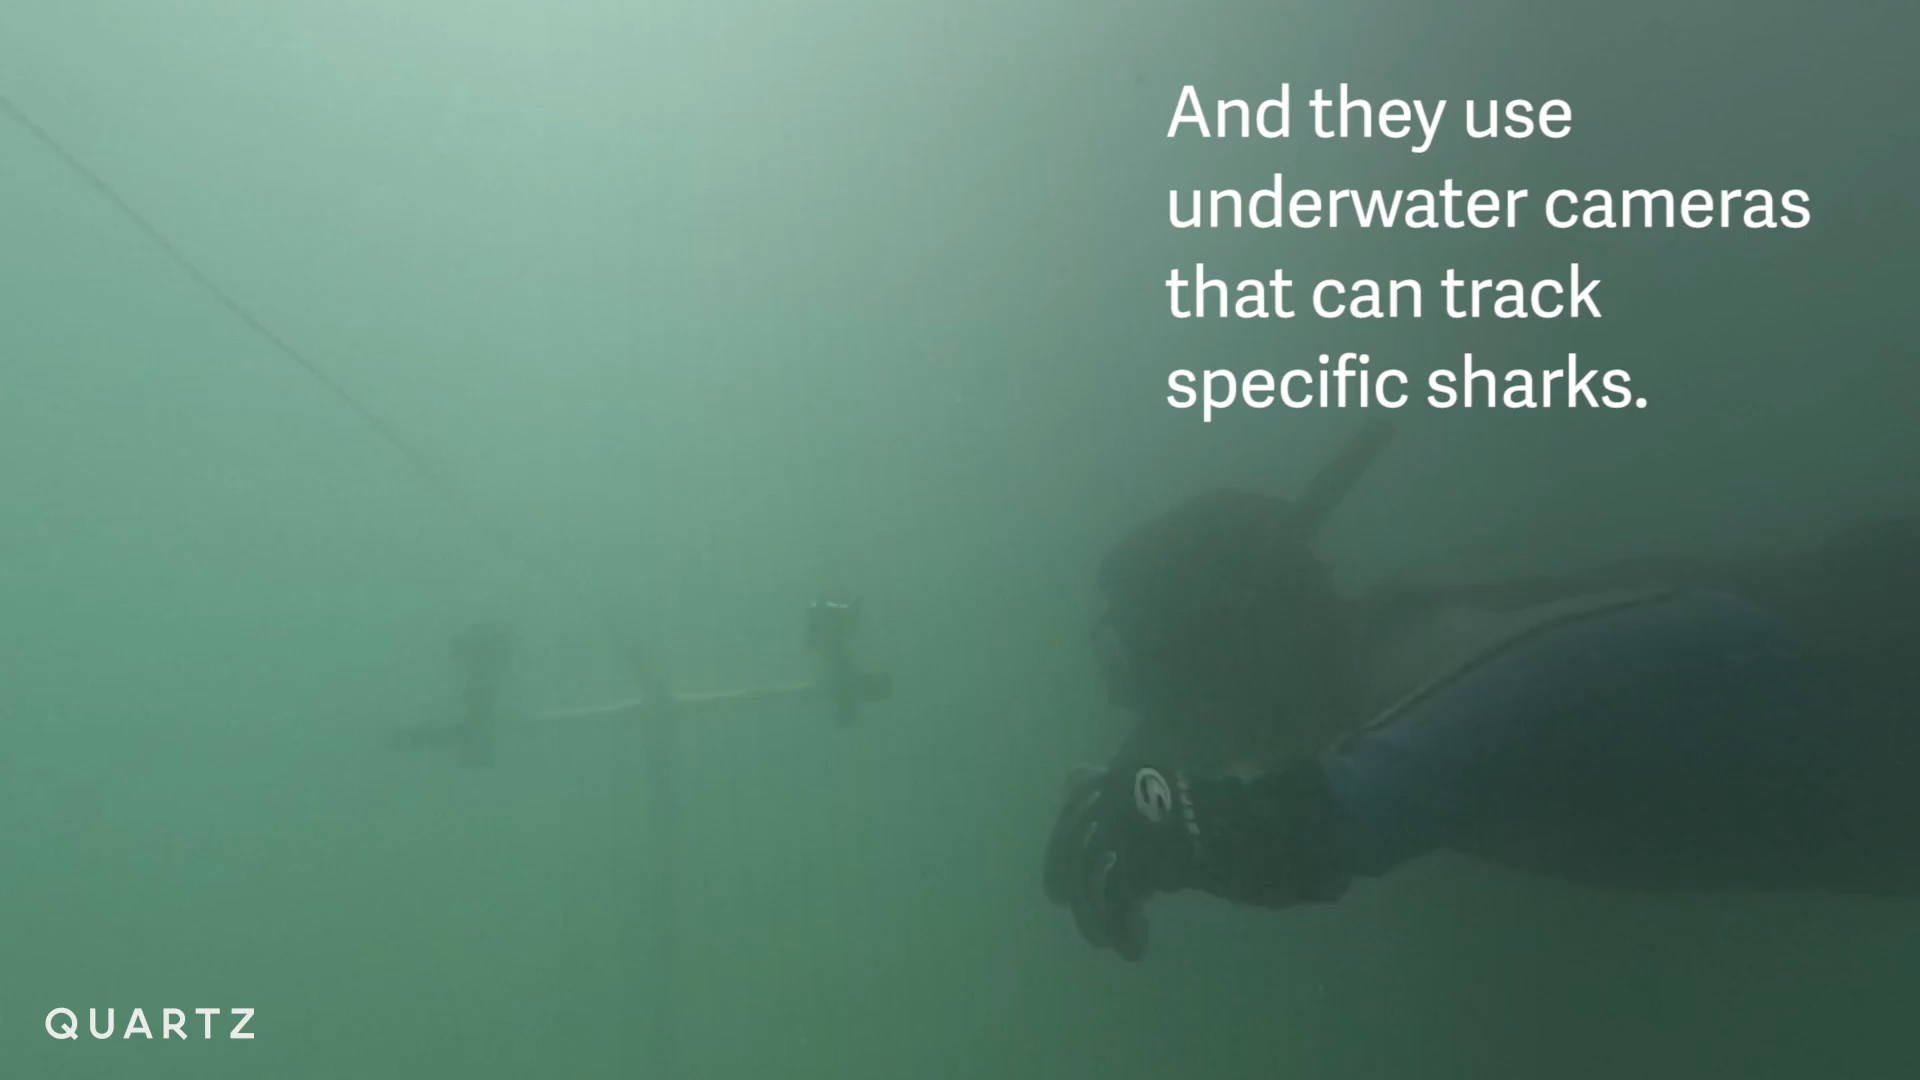 And they use
underwater cameras
that can track
specific sharks.
QUARTZ